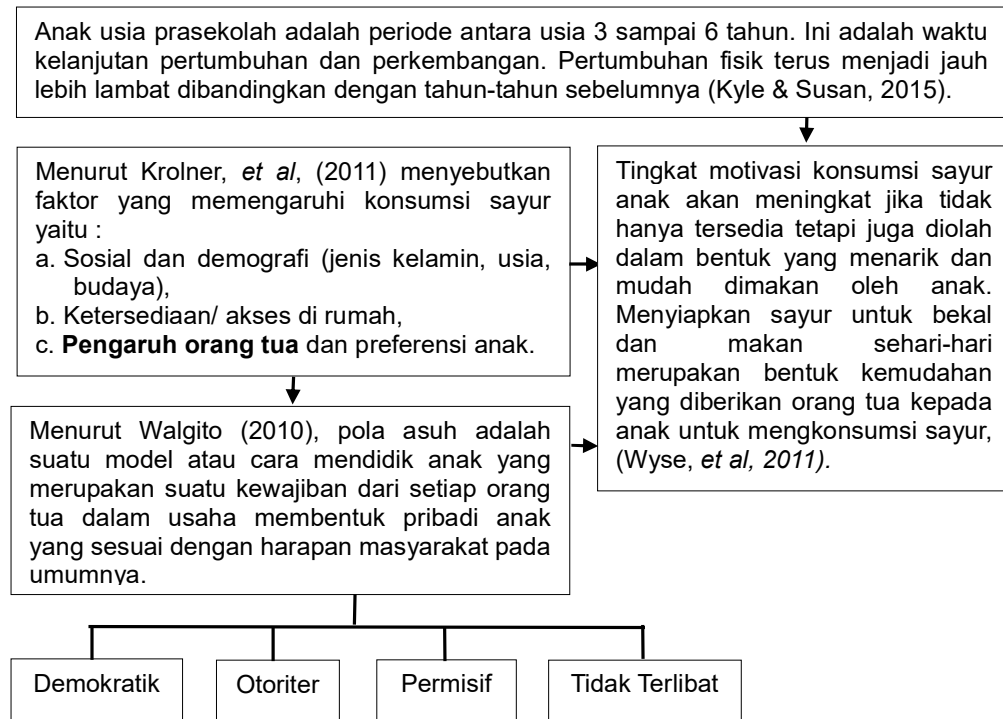 Anak usia prasekolah adalah periode antara usia 3 sampai 6 tahun. Ini adalah waktu
kelanjutan pertumbuhan dan perkembangan. Pertumbuhan fisik terus menjadi jauh
lebih lambat dibandingkan dengan tahun-tahun sebelumnya (Kyle & Susan, 2015).
Menurut Krolner, et al, (2011) menyebutkan
faktor yang memengaruhi konsumsi sayur
yaitu :
a. Sosial dan demografi (jenis kelamin, usia,
budaya),
b. Ketersediaan/ akses di rumah,
c. Pengaruh orang tua dan preferensi anak.
Tingkat motivasi konsumsi sayur
anak akan meningkat jika tidak
hanya tersedia tetapi juga diolah
dalam bentuk yang menarik dan
mudah dimakan oleh anak.
Menyiapkan sayur untuk bekal
dan makan sehari-hari
merupakan bentuk kemudahan
yang diberikan orang tua kepada
anak untuk mengkonsumsi sayur,
(Wyse, et al, 2011).
Menurut Walgito (2010), pola asuh adalah
suatu model atau cara mendidik anak yang
merupakan suatu kewajiban dari setiap orang
tua dalam usaha membentuk pribadi anak
yang sesuai dengan harapan masyarakat pada
umumnya.
Demokratik
Otoriter
Permisif
Tidak Terlibat